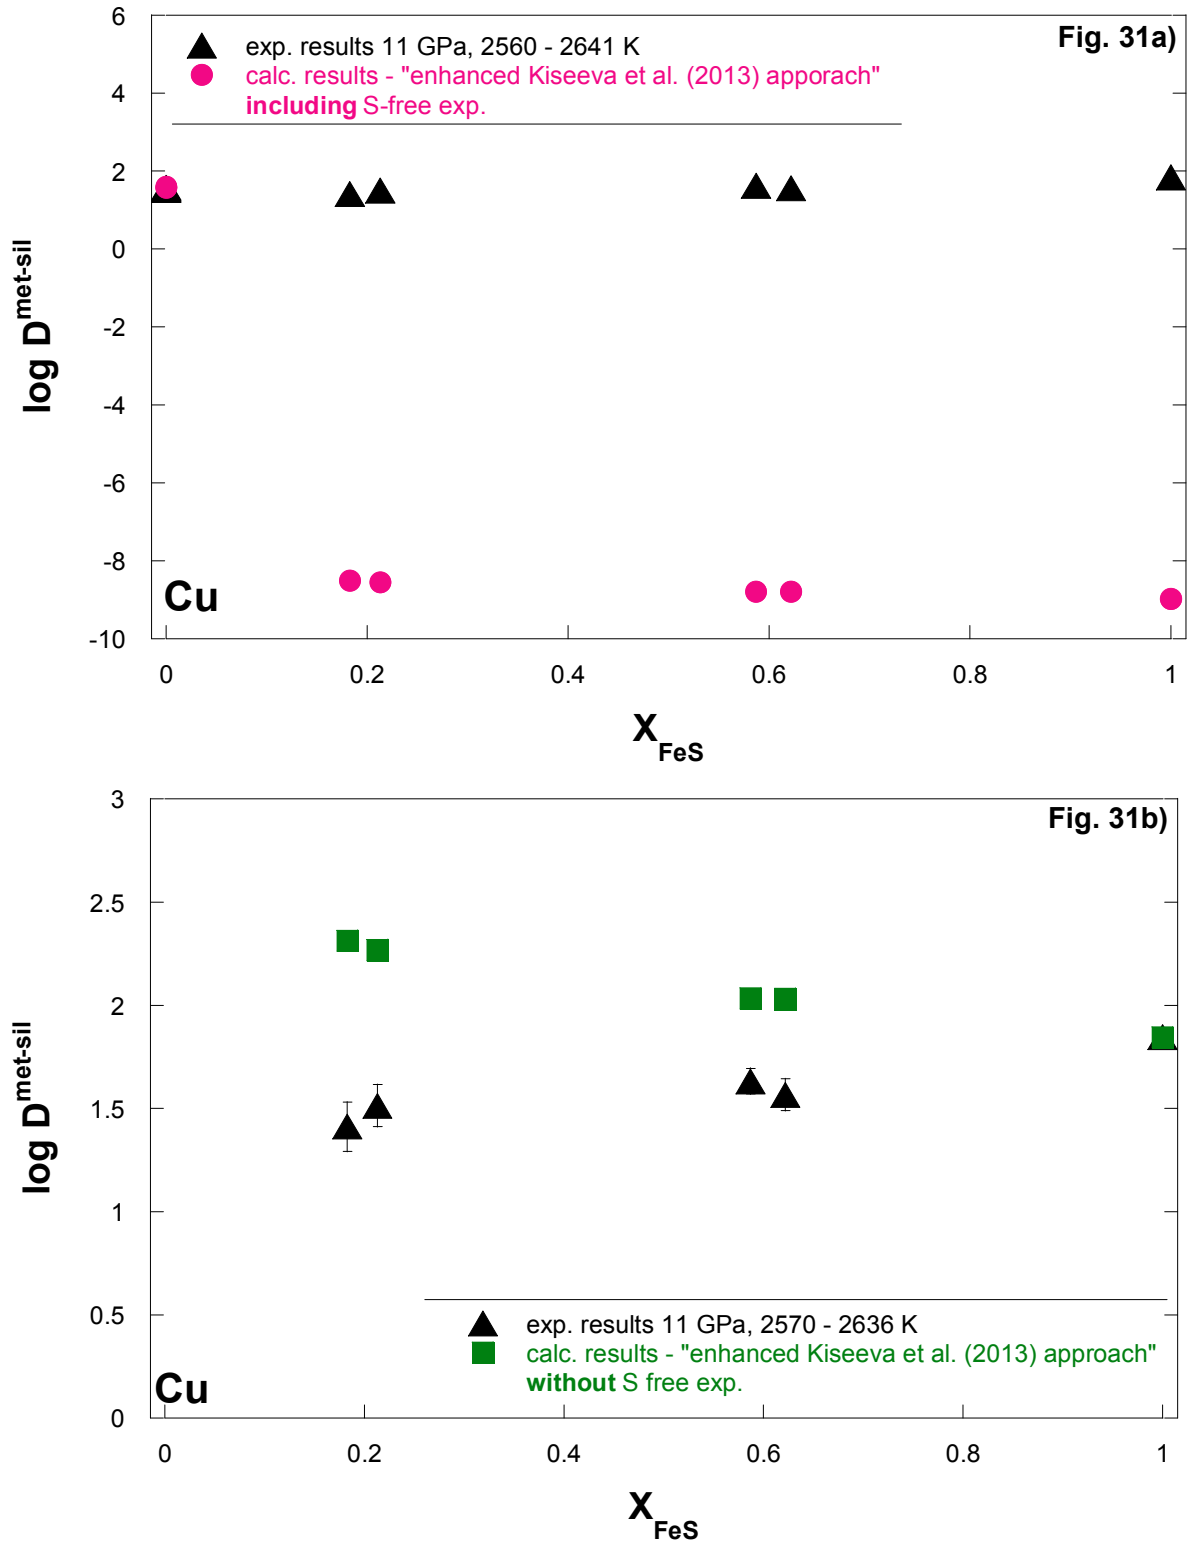 Fig. 31a)
exp. results 11 GPa, 2560 - 2641 K
calc. results - "enhanced Kiseeva et al. (2013) apporach"
including S-free exp.
6
4
2
0
-2
-4
-6
-8
-10
log D^met-sil
Cu
0 0.2 0.4 0.6 0.8 1
X_FeS
Fig. 31b)
3
2.5
2
1.5
1
0.5
0
log D^met-sil
exp. results 11 GPa, 2570 - 2636 K
calc. results - "enhanced Kiseeva et al. (2013) approach"
without S free exp.
Cu
0 0.2 0.4 0.6 0.8 1
X_FeS